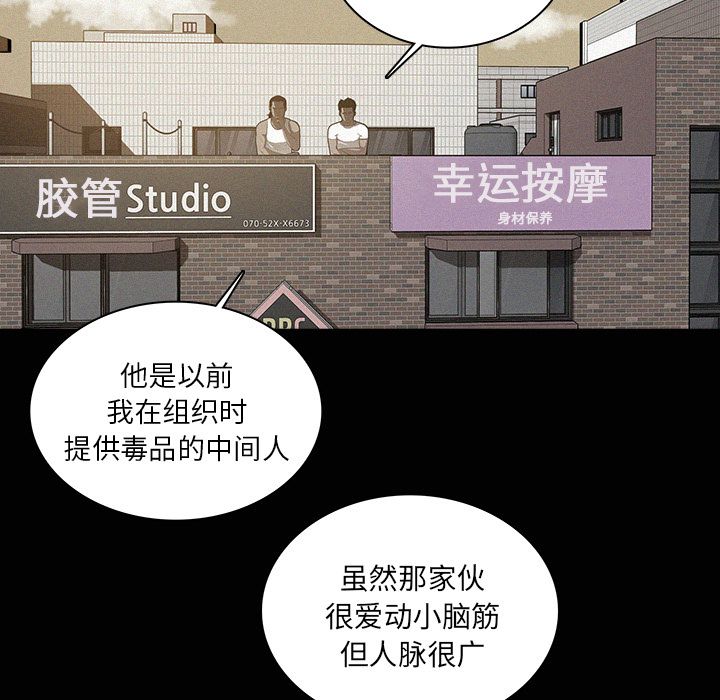 胶管Studio
070-52X-X6673
幸运按摩
身材保养
他是以前
我在组织时
提供毒品的中间人
虽然那家伙
很爱动小脑筋
但人脉很广